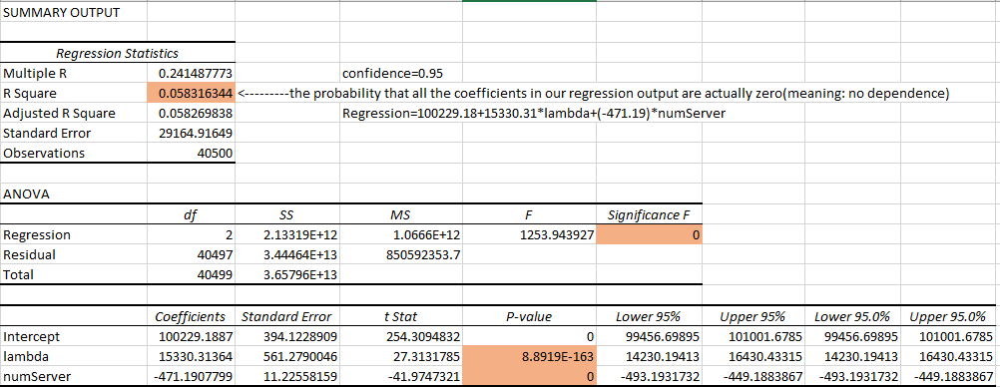 SUMMARY OUTPUT
Regression Statistics
Multiple R 0.241487773 confidence=0.95
R Square 0.058316344 <---------the probability that all the coefficients in our regression output are actually zero(meaning: no dependence)
Adjusted R Square 0.058269838 Regression=100229.18+15330.31*lambda+(-471.19)*numServer
Standard Error 29164.91649
Observations 40500
ANOVA
df SS MS F Significance F
Regression 2 2.13319E+12 1.0666E+12 1253.943927 0
Residual 40497 3.44464E+13 850592353.7
Total 40499 3.65796E+13
Coefficients Standard Error t Stat P-value Lower 95% Upper 95% Lower 95.0% Upper 95.0%
Intercept 100229.1887 394.1228909 254.3094832 0 99456.69895 101001.6785 99456.69895 101001.6785
lambda 15330.31364 561.2790046 27.3131785 8.8919E-163 14230.19413 16430.43315 14230.19413 16430.43315
numServer -471.1907799 11.22558159 -41.9747321 0 -493.1931732 -449.1883867 -493.1931732 -449.1883867